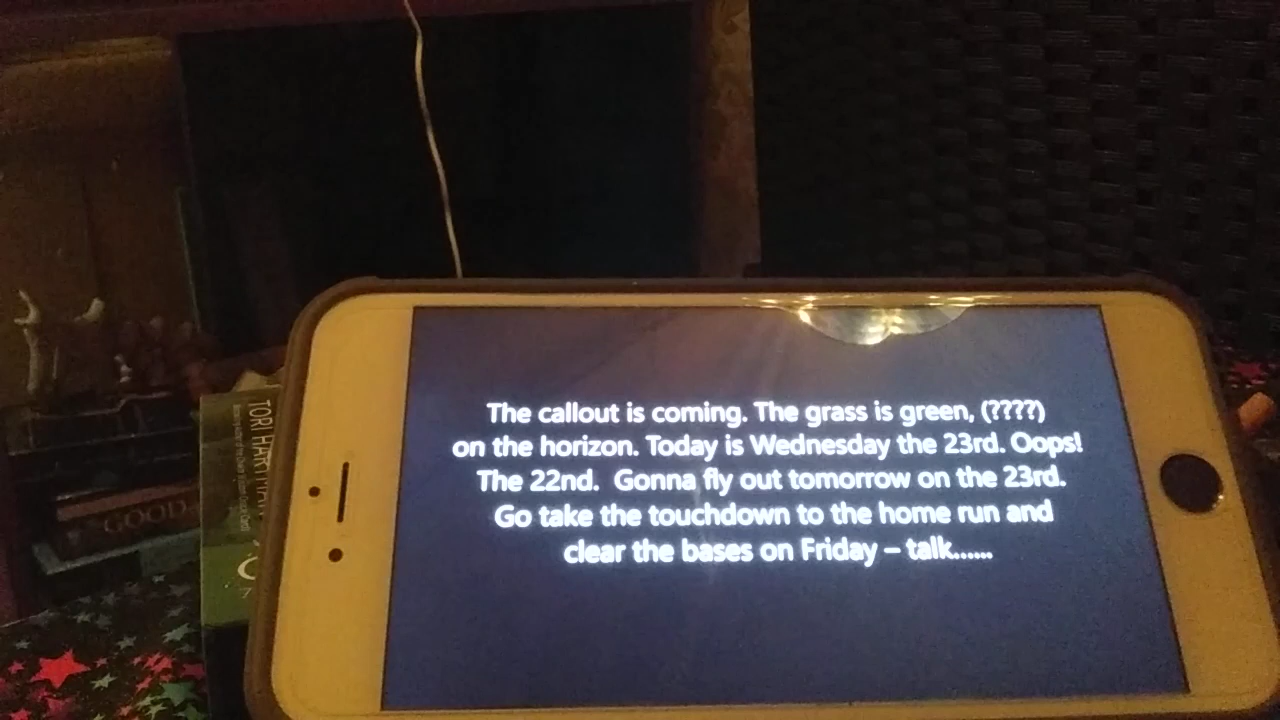 The callout is coming. The grass is green, (????)
on the horizon. Today is Wednesday the 23rd. Oops!
The 22nd.  Gonna fly out tomorrow on the 23rd.
Go take the touchdown to the home run and
clear the bases on Friday – talk......
TORI HARTMAN
GOOD